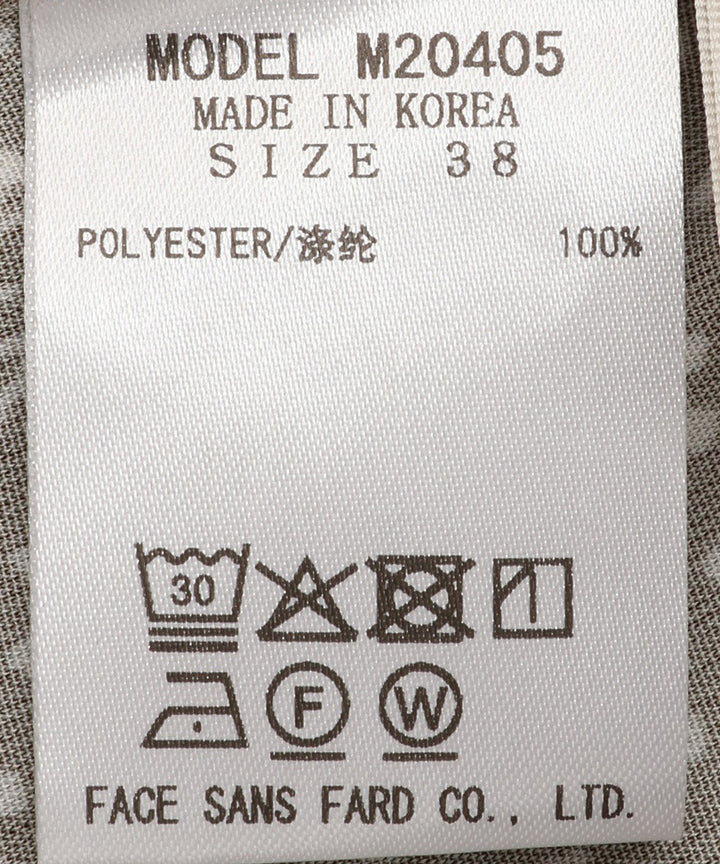 MODEL M20405
MADE IN KOREA
SIZE 38
POLYESTER/涤纶 100%
30
F W
FACE SANS FARD CO., LTD.